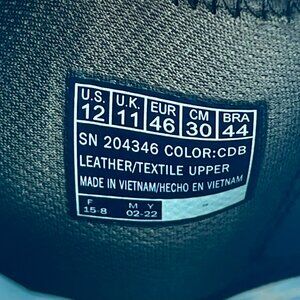 U.S. U.K. EUR CM BRA
12 11 46 30 44
SN 204346 COLOR:CDB
LEATHER/TEXTILE UPPER
MADE IN VIETNAM/HECHO EN VIETNAM
F M Y
15-8 02-22